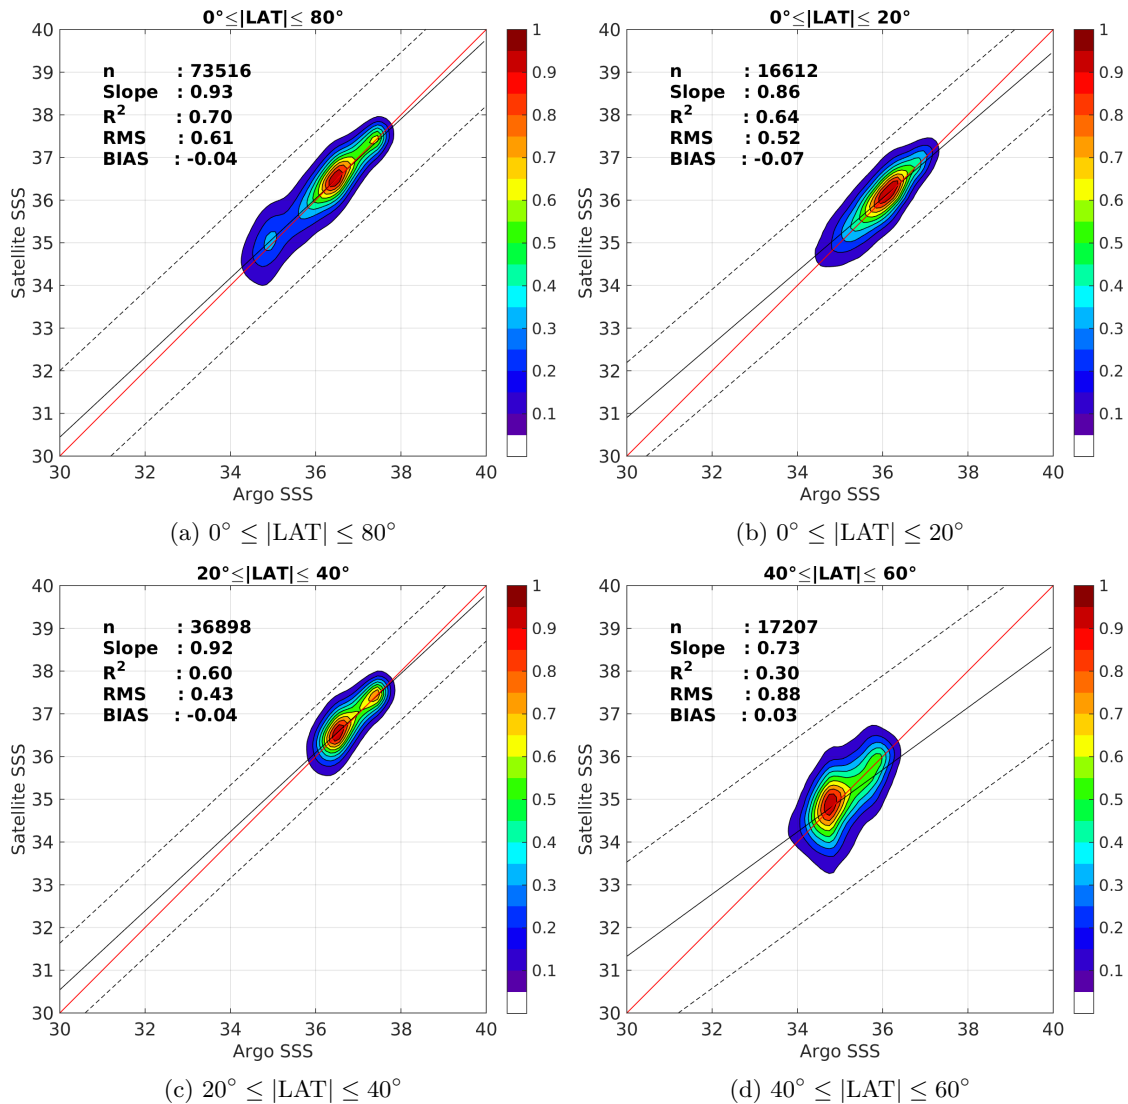 0°≤|LAT|≤ 80°
n : 73516
Slope : 0.93
R2 : 0.70
RMS : 0.61
BIAS : -0.04
40
39
38
37
36
35
34
33
32
31
30
30 32 34 36 38 40
Satellite SSS
Argo SSS
1
0.9
0.8
0.7
0.6
0.5
0.4
0.3
0.2
0.1
(a) 0° ≤ |LAT| ≤ 80°
0°≤|LAT|≤ 20°
n : 16612
Slope : 0.86
R2 : 0.64
RMS : 0.52
BIAS : -0.07
40
39
38
37
36
35
34
33
32
31
30
30 32 34 36 38 40
Satellite SSS
Argo SSS
1
0.9
0.8
0.7
0.6
0.5
0.4
0.3
0.2
0.1
(b) 0° ≤ |LAT| ≤ 20°
20°≤|LAT|≤ 40°
n : 36898
Slope : 0.92
R2 : 0.60
RMS : 0.43
BIAS : -0.04
40
39
38
37
36
35
34
33
32
31
30
30 32 34 36 38 40
Satellite SSS
Argo SSS
1
0.9
0.8
0.7
0.6
0.5
0.4
0.3
0.2
0.1
(c) 20° ≤ |LAT| ≤ 40°
40°≤|LAT|≤ 60°
n : 17207
Slope : 0.73
R2 : 0.30
RMS : 0.88
BIAS : 0.03
40
39
38
37
36
35
34
33
32
31
30
30 32 34 36 38 40
Satellite SSS
Argo SSS
1
0.9
0.8
0.7
0.6
0.5
0.4
0.3
0.2
0.1
(d) 40° ≤ |LAT| ≤ 60°